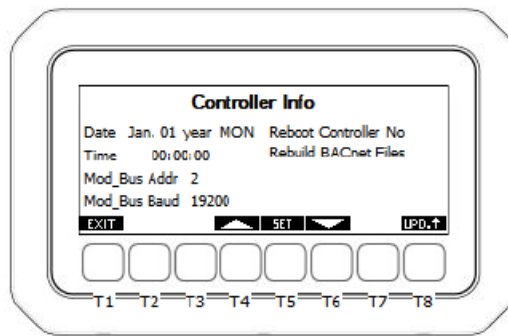 Controller Info
Date Jan. 01 year MON Reboot Controller No
Time 00:00:00 Rebuild BACnet Files
Mod_Bus Addr 2
Mod_Bus Baud 19200
EXIT SET UPD.↑
T1 T2 T3 T4 T5 T6 T7 T8